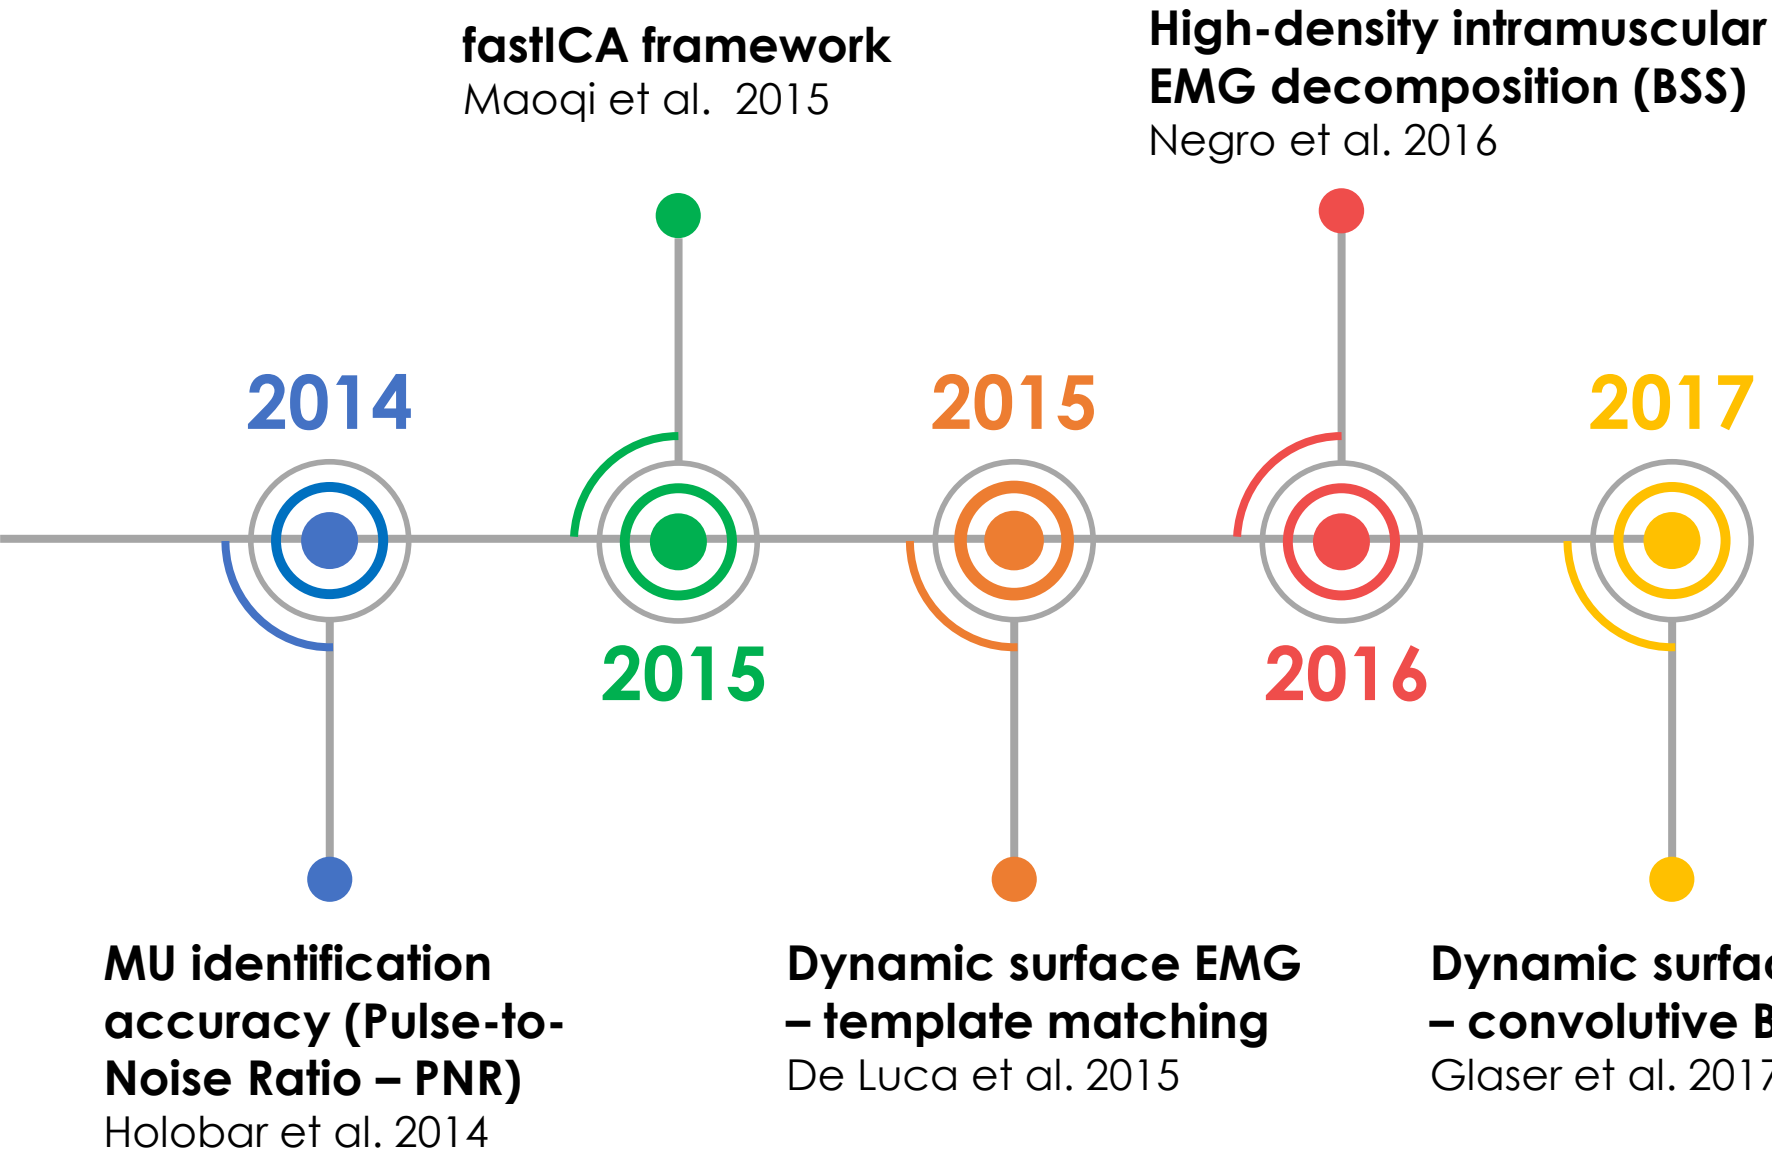 fastICA framework
Maoqi et al. 2015
High-density intramuscular
EMG decomposition (BSS)
Negro et al. 2016
2014
2015
2017
2015
2016
MU identification
accuracy (Pulse-to-
Noise Ratio – PNR)
Holobar et al. 2014
Dynamic surface EMG
– template matching
De Luca et al. 2015
Dynamic
– convolutive
Glaser et al. 2017